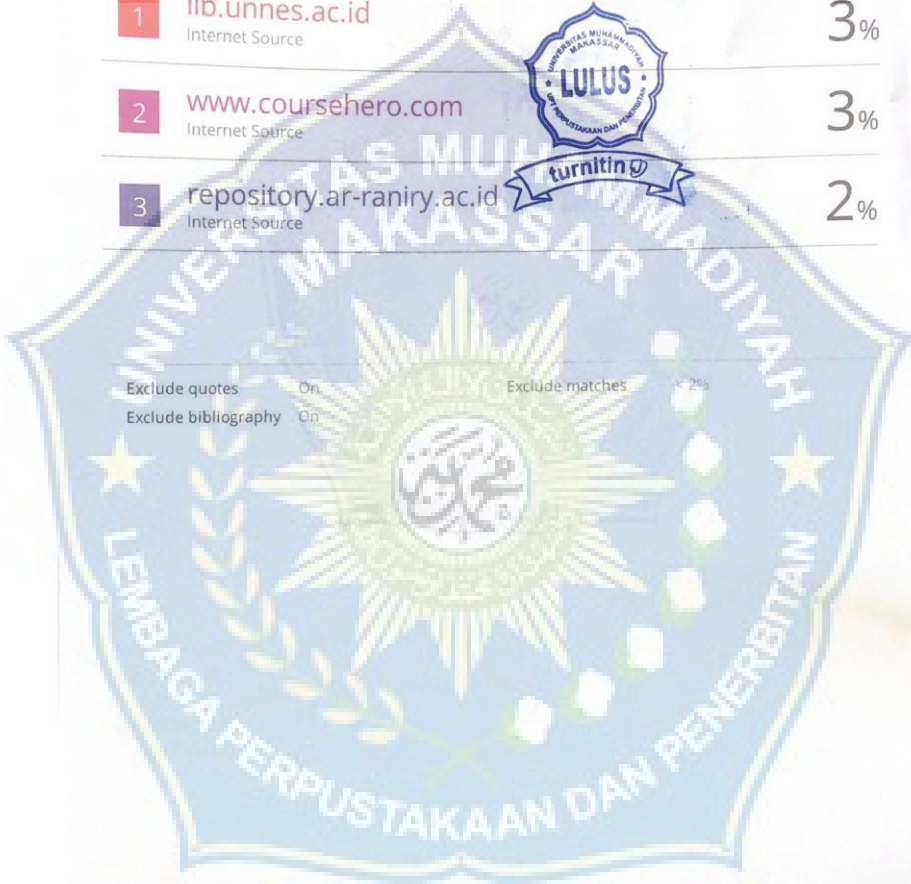 1 lib.unnes.ac.id 3%
Internet Source
2 www.coursehero.com 3%
Internet Source
3 repository.ar-raniry.ac.id 2%
Internet Source
UNIVERSITAS MUHAMMADIYAH MAKASSAR
LULUS
UPT PERPUSTAKAAN DAN PENERBITAN
turnitin
UNIVERSITAS MUHAMMADIYAH
MAKASSAR
Exclude quotes On Exclude matches < 2%
Exclude bibliography On
LEMBAGA PERPUSTAKAAN DAN PENERBITAN